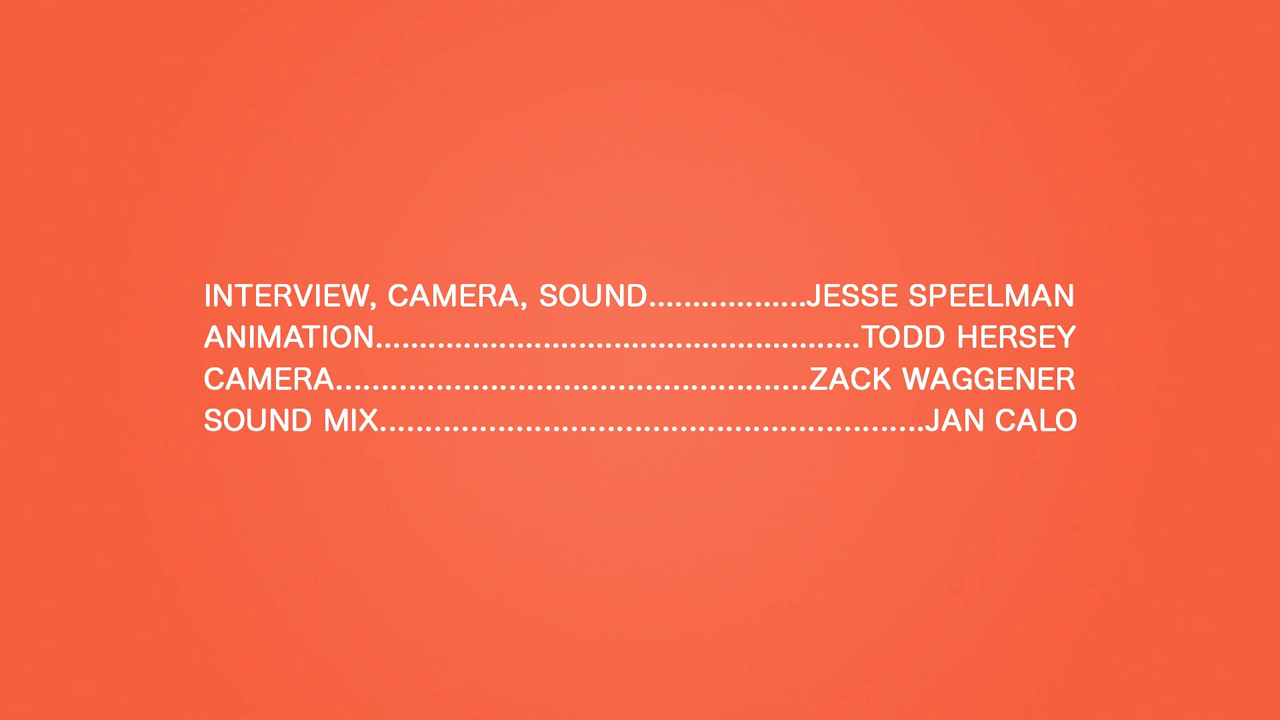 INTERVIEW, CAMERA, SOUND..................JESSE SPEELMAN
ANIMATION.......................................................TODD HERSEY
CAMERA......................................................ZACK WAGGENER
SOUND MIX..............................................................JAN CALO